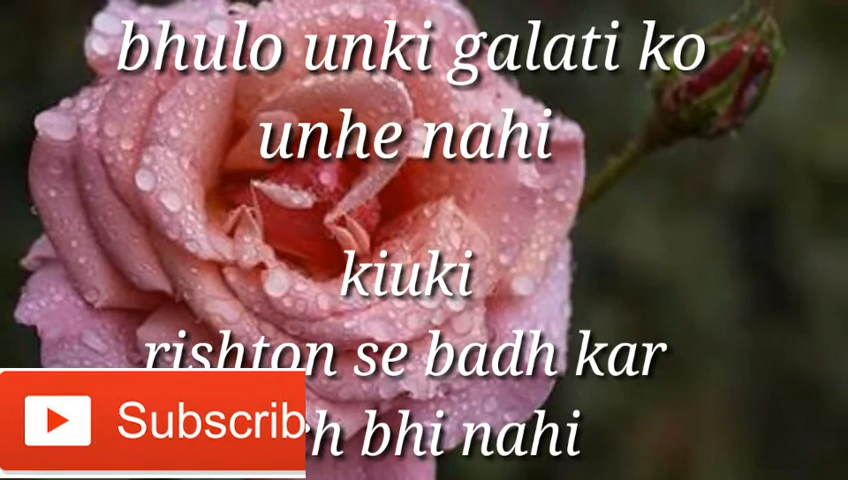 bhulo unki galati ko
unhe nahi
kiuki
rishton se badh kar
bhi nahi
Subscrib